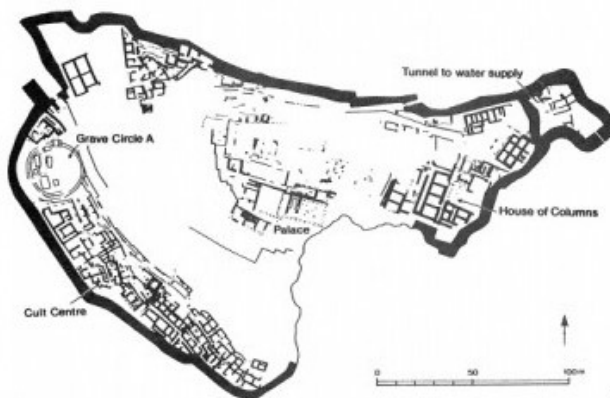 Tunnel to water supply
Grave Circle A
House of Columns
Palace
Cult Centre
0 50 100m